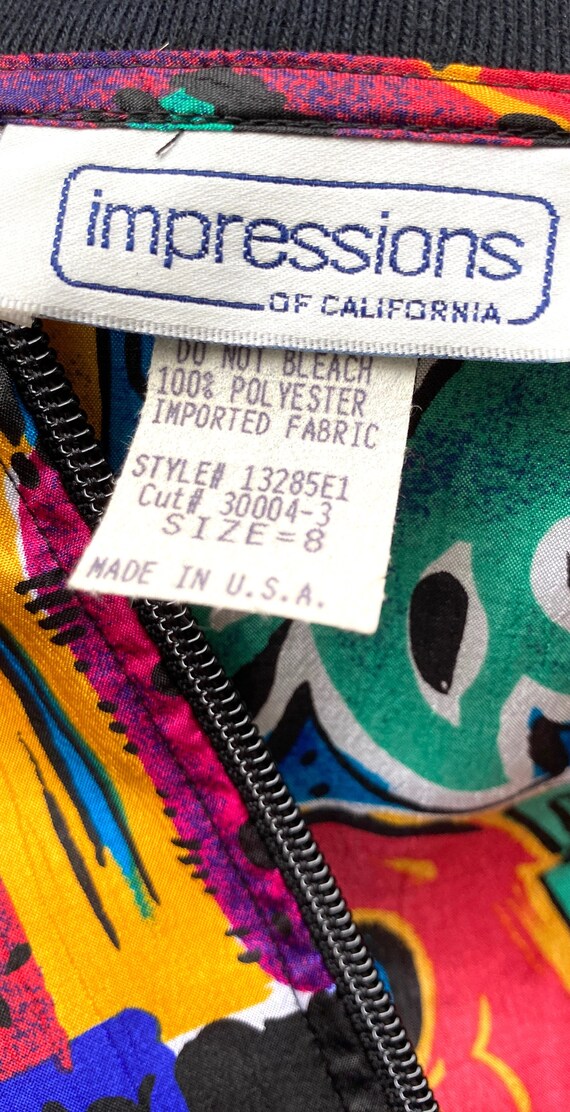 impressions
OF CALIFORNIA
DO NOT BLEACH
100% POLYESTER
IMPORTED FABRIC
STYLE# 13285E1
Cut# 30004-3
SIZE=8
MADE IN U.S.A.